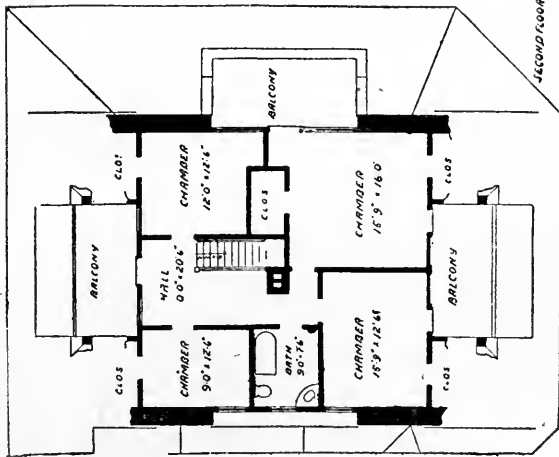 SECOND FLOOR
BALCONY
CLOS
CHAMBER
12'0" × 12'6"
CLOS
CHAMBER
15'9" × 16'0"
CLOS
BALCONY
HALL
BALCONY
CLOS
CHAMBER
9'0" × 12'6"
BATH
9'0" × 7'6"
CHAMBER
15'9" × 12'6"
CLOS